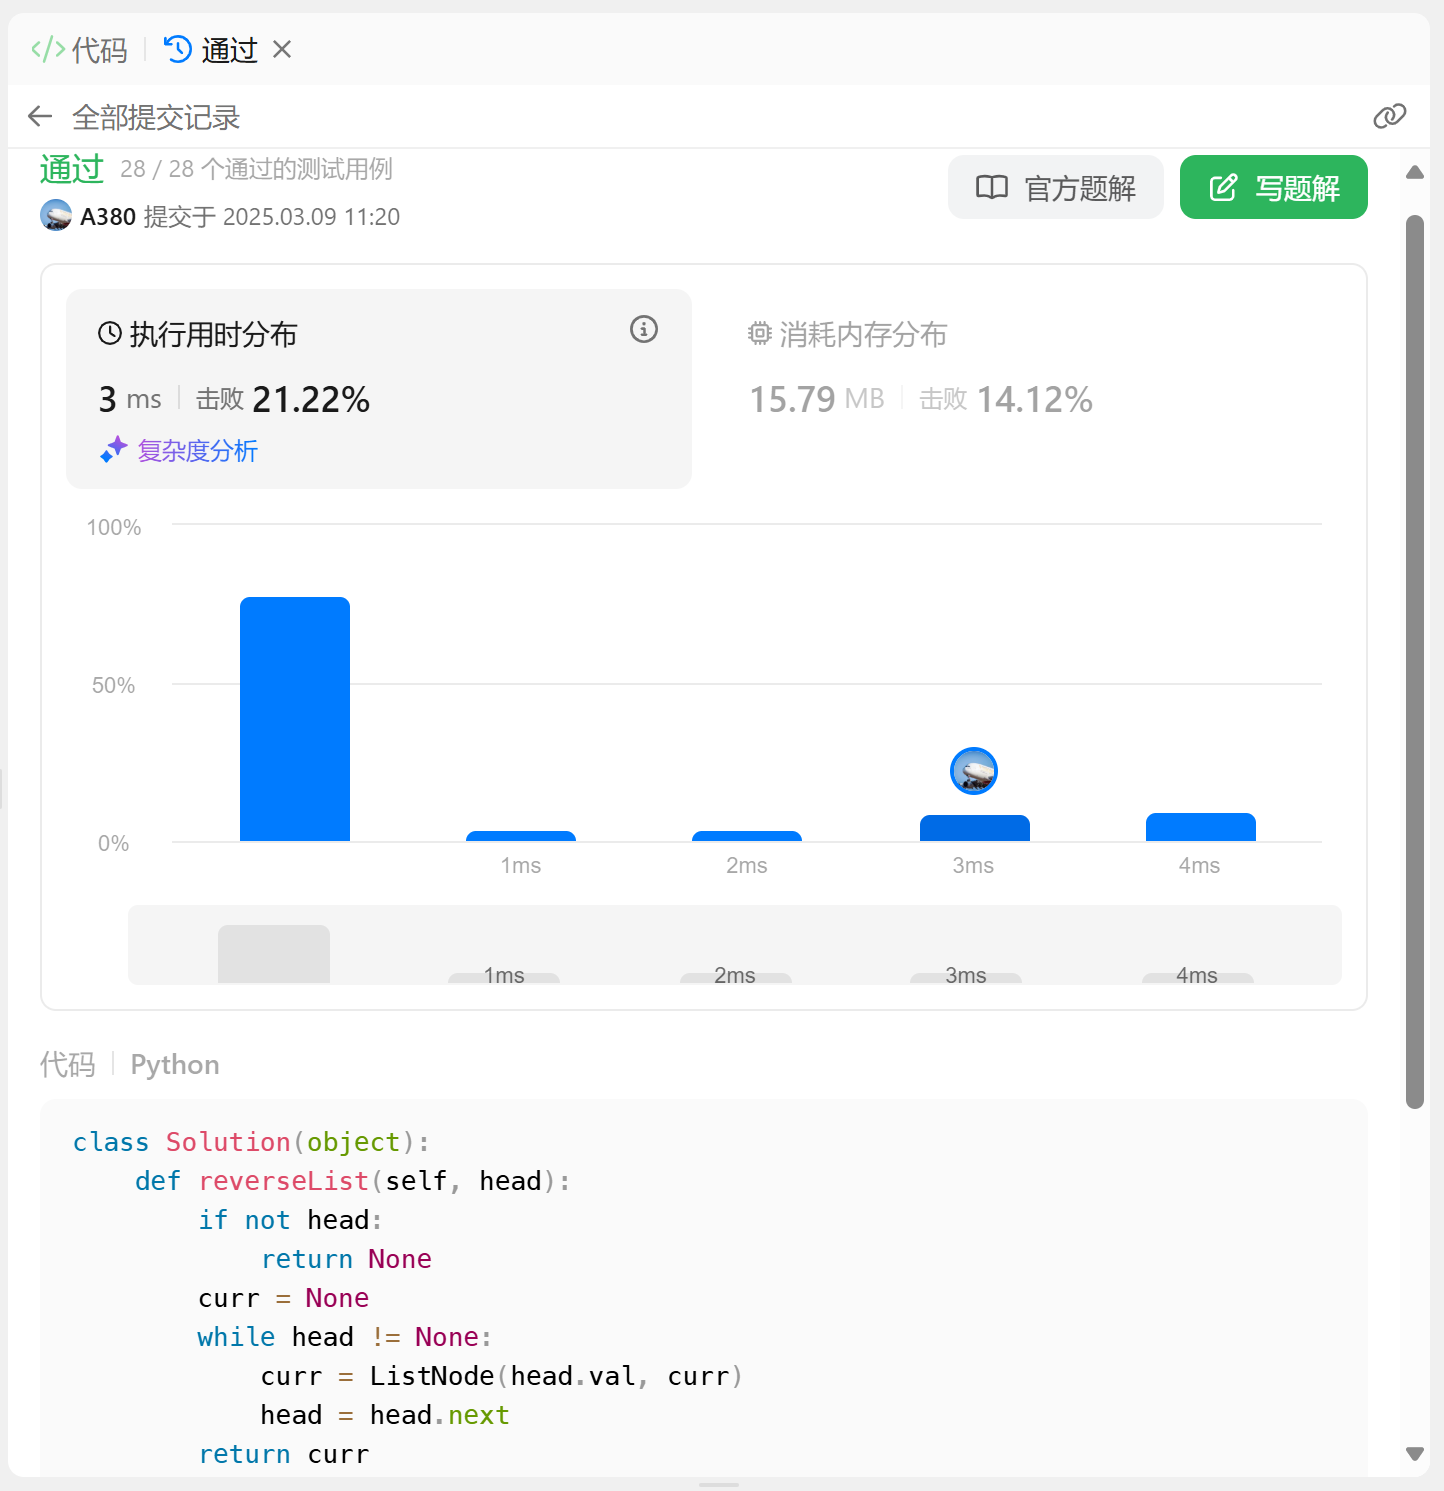 代码 通过
全部提交记录
通过 28 / 28 个通过的测试用例
A380 提交于 2025.03.09 11:20
官方题解
写题解
执行用时分布
3 ms 击败 21.22%
复杂度分析
消耗内存分布
15.79 MB 击败 14.12%
100%
50%
0%
1ms 2ms 3ms 4ms
1ms 2ms 3ms 4ms
代码 Python
class Solution(object):
    def reverseList(self, head):
        if not head:
            return None
        curr = None
        while head != None:
            curr = ListNode(head.val, curr)
            head = head.next
        return curr